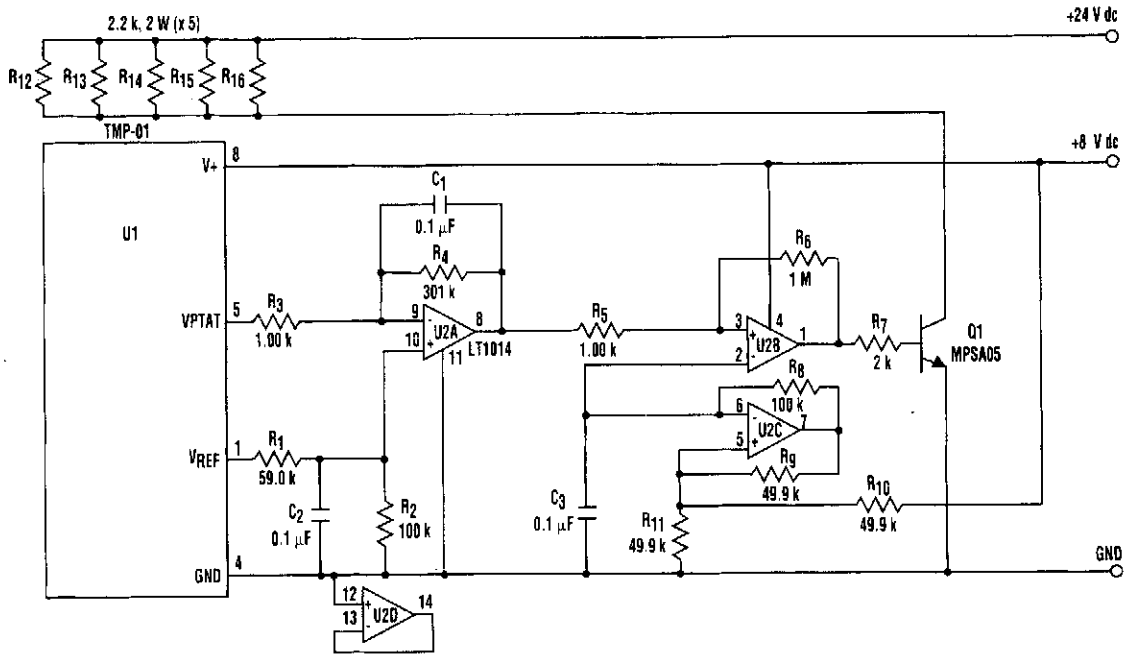 2.2 k, 2 W (x 5)
+24 V dc
R12
R13
R14
R15
R16
TMP-01
V+
8
+8 V dc
U1
C1
0.1 µF
R4
301 k
R6
1 M
VPTAT
5
R3
1.00 k
9
10
-
+
U2A
8
11
LT1014
R5
1.00 k
3
2
+
-
U2B
4
1
R7
2 k
Q1
MPSA05
R8
100 k
6
5
-
+
U2C
7
R9
49.9 k
VREF
1
R1
59.0 k
C2
0.1 µF
R2
100 k
C3
0.1 µF
R11
49.9 k
R10
49.9 k
GND
4
GND
12
13
+
-
U2D
14